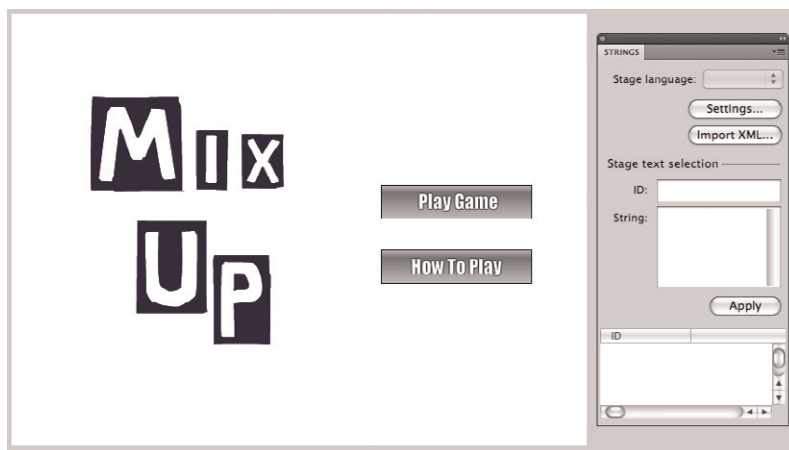 MIX
UP
Play Game
How To Play
STRINGS
Stage language:
Settings...
Import XML...
Stage text selection
ID:
String:
Apply
ID